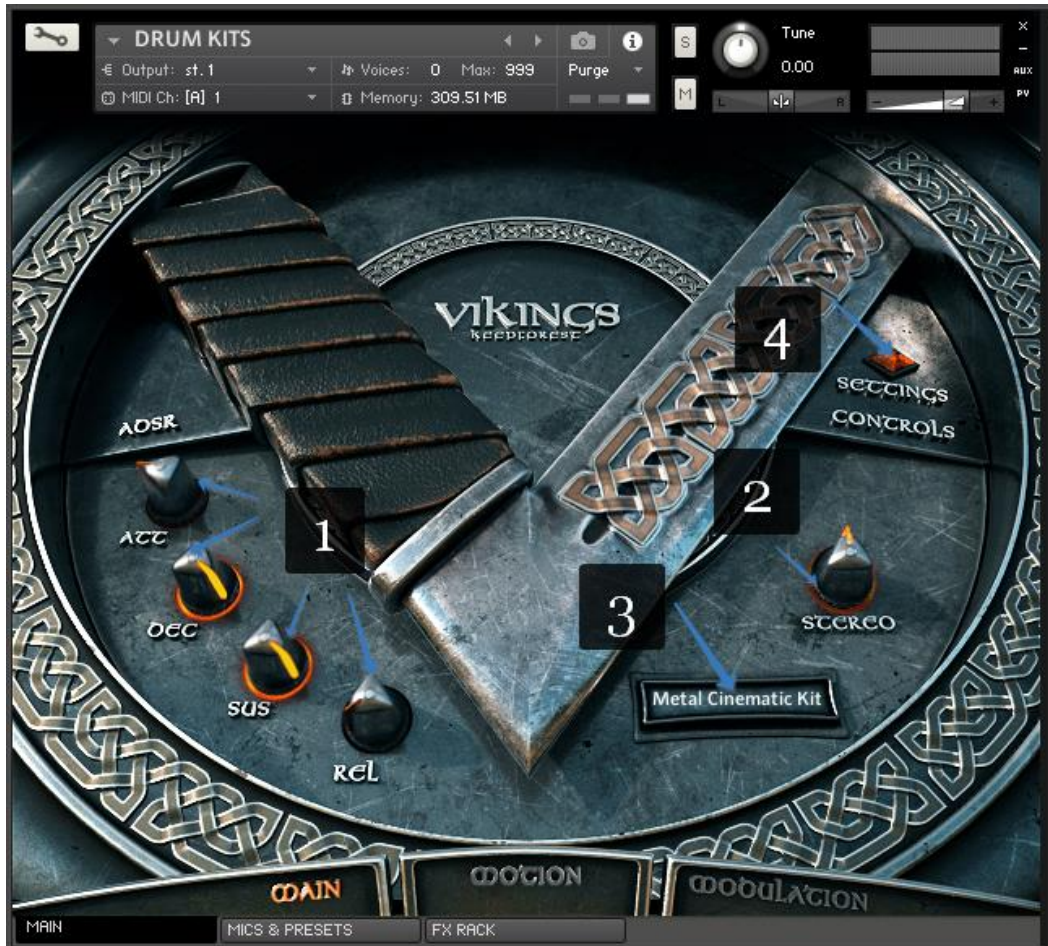 DRUM KITS
Output: st.1
Voices: 0 Max: 999
Purge
MIDI Ch: [A] 1
Memory: 309.51 MB
S
M
Tune
0.00
L
R
-
+
×
–
AUX
PV
VIKINGS
KEEPFOREST
4
SETTINGS
CONTROLS
ADSR
ATT
1
2
DEC
3
STEREO
SUS
Metal Cinematic Kit
REL
MAIN
MOTION
MODULATION
MAIN
MICS & PRESETS
FX RACK